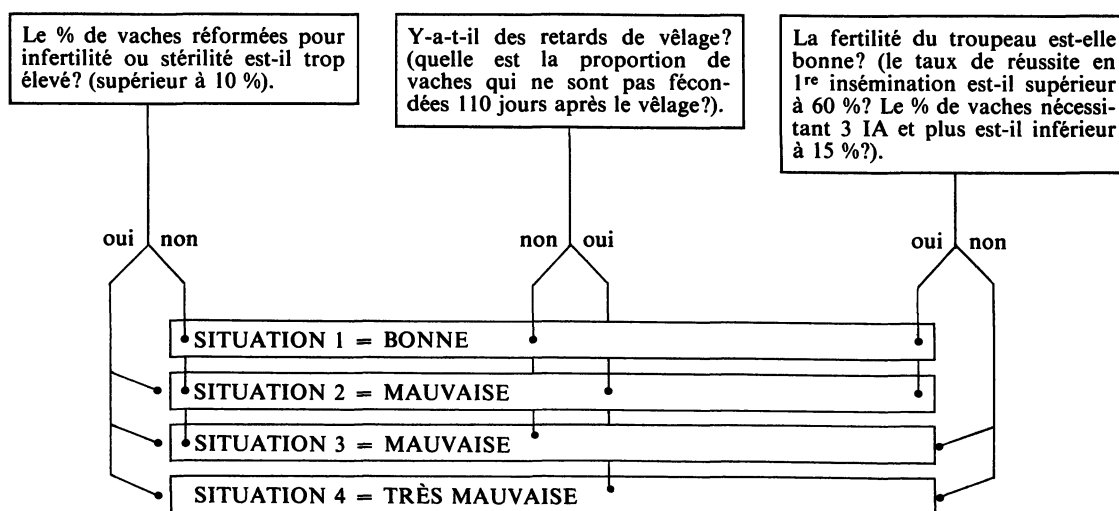 Le % de vaches réformées pour
infertilité ou stérilité est-il trop
élevé? (supérieur à 10 %).
Y-a-t-il des retards de vêlage?
(quelle est la proportion de
vaches qui ne sont pas fécon-
dées 110 jours après le vêlage?).
La fertilité du troupeau est-elle
bonne? (le taux de réussite en
1re insémination est-il supérieur
à 60 %? Le % de vaches nécessi-
tant 3 IA et plus est-il inférieur
à 15 %?).
oui non
non oui
oui non
SITUATION 1 = BONNE
SITUATION 2 = MAUVAISE
SITUATION 3 = MAUVAISE
SITUATION 4 = TRÈS MAUVAISE